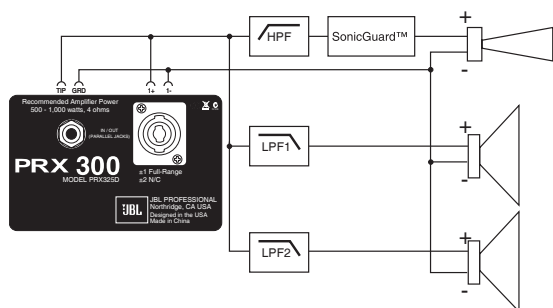 HPF
SonicGuard™
+
-
TIP GRD 1+ 1-
Recommended Amplifier Power
500 - 1,000 watts, 4 ohms
IN / OUT
(PARALLEL JACKS)
PRX 300
MODEL PRX325D
±1 Full-Range
±2 N/C
JBL
JBL PROFESSIONAL
Northridge, CA USA
Designed in the USA
Made in China
LPF1
+
-
LPF2
+
-